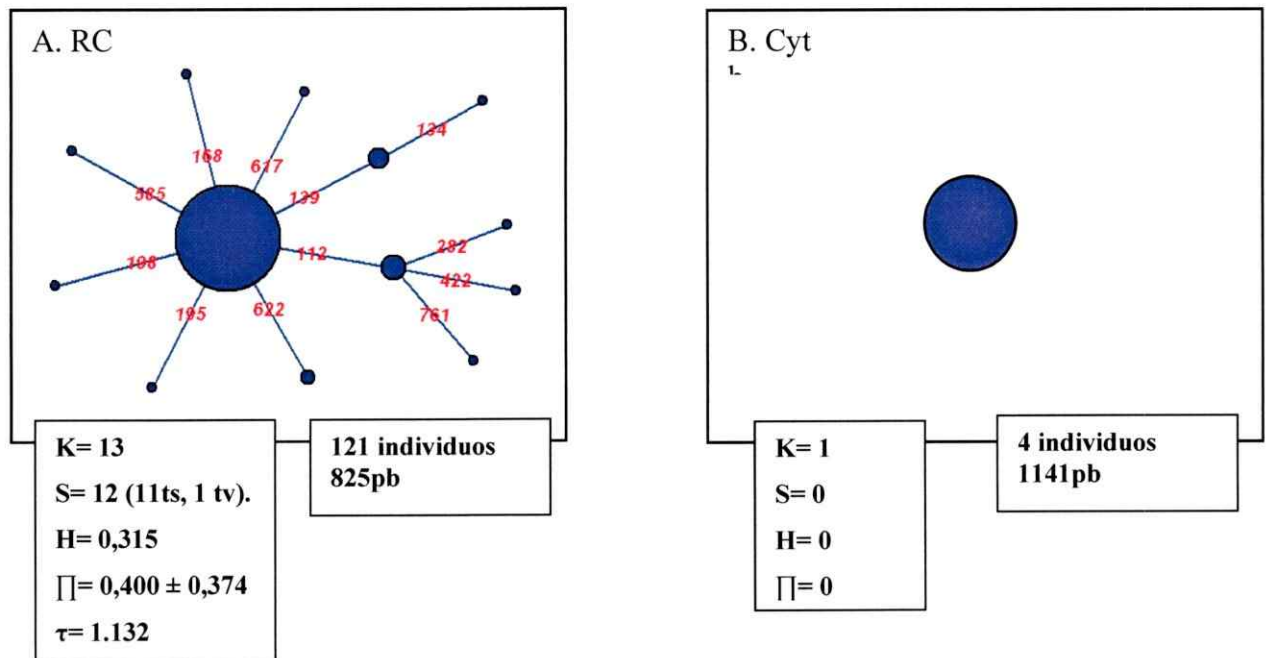 A. RC
168
617
134
585
139
282
112
198
422
195
622
761
K= 13
S= 12 (11ts, 1 tv).
H= 0,315
∏= 0,400 ± 0,374
τ= 1.132
121 individuos
825pb
B. Cyt
K= 1
S= 0
H= 0
∏= 0
4 individuos
1141pb